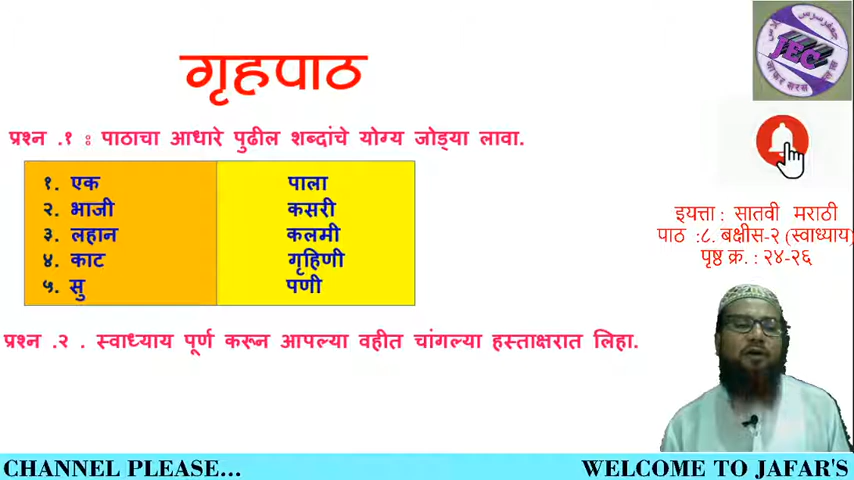 गृहपाठ
प्रश्न .१ : पाठाचा आधारे पुढील शब्दांचे योग्य जोड्या लावा.
१. एक पाला
२. भाजी कसरी
३. लहान कलमी
४. काट गृहिणी
५. सु पणी
प्रश्न .२ . स्वाध्याय पूर्ण करून आपल्या वहीत चांगल्या हस्ताक्षरात लिहा.
JEC
इयत्ता : सातवी मराठी
पाठ :८. बक्षीस-२ (स्वाध्याय)
पृष्ठ क्र. : २४-२६
CHANNEL PLEASE... WELCOME TO JAFAR'S